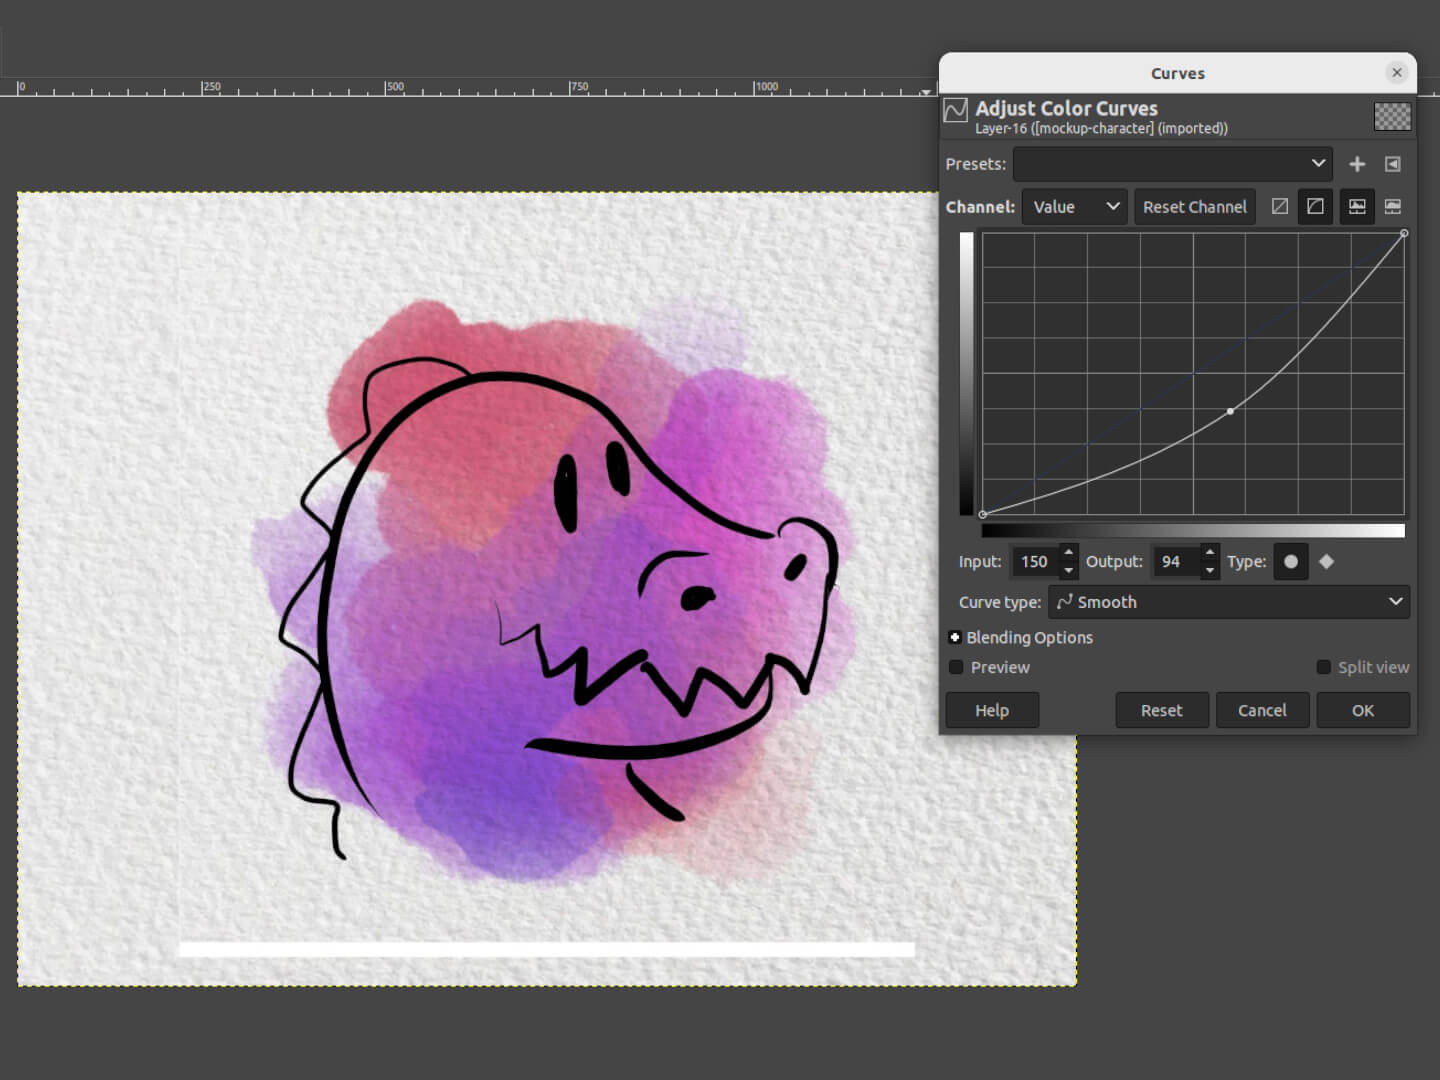 Curves
0 250 500 750 1000
Adjust Color Curves
Layer-16 ([mockup-character] (imported))
Presets:
Channel: Value Reset Channel
Input: 150 Output: 94 Type:
Curve type: Smooth
Blending Options
Preview Split view
Help Reset Cancel OK